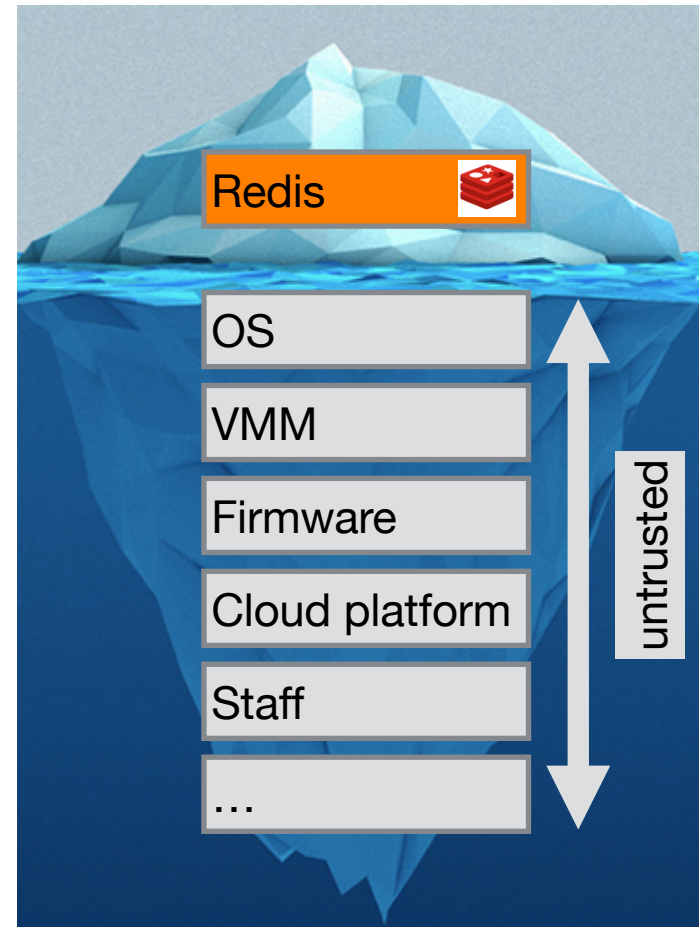 Redis
OS
VMM
Firmware
Cloud platform
Staff
…
untrusted